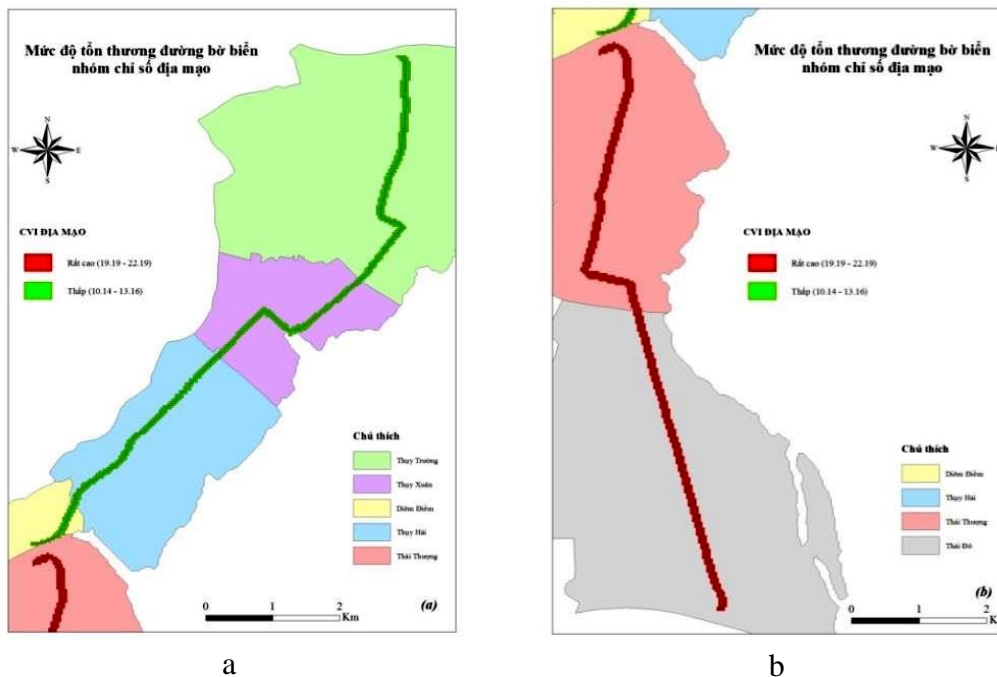 Mức độ tổn thương đường bờ biển
nhóm chỉ số địa mạo
N
W
E
S
CVI ĐỊA MẠO
Rất cao (19.19 - 22.19)
Thấp (10.14 - 13.16)
Chú thích
Thụy Trường
Thụy Xuân
Diêm Điềm
Thụy Hải
Thái Thượng
0 1 2
Km
(a)
a
Mức độ tổn thương đường bờ biển
nhóm chỉ số địa mạo
N
W
E
S
CVI ĐỊA MẠO
Rất cao (19.19 - 22.19)
Thấp (10.14 - 13.16)
Chú thích
Diêm Điềm
Thụy Hải
Thái Thượng
Thái Đô
(b)
0 1 2
K
b